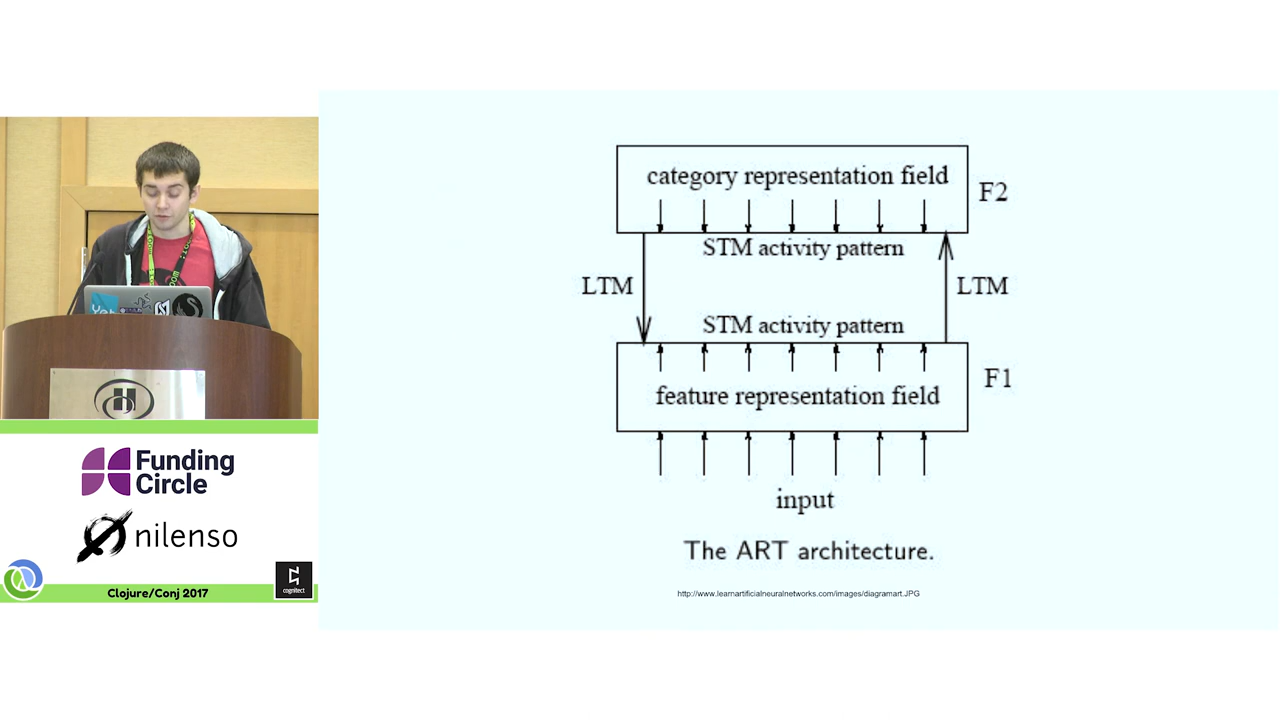 category representation field
F2
STM activity pattern
LTM
LTM
STM activity pattern
F1
feature representation field
input
The ART architecture.
http://www.learnartificialneuralnetworks.com/images/diagramart.JPG
Funding
Circle
nilenso
cognitect
Clojure/Conj 2017